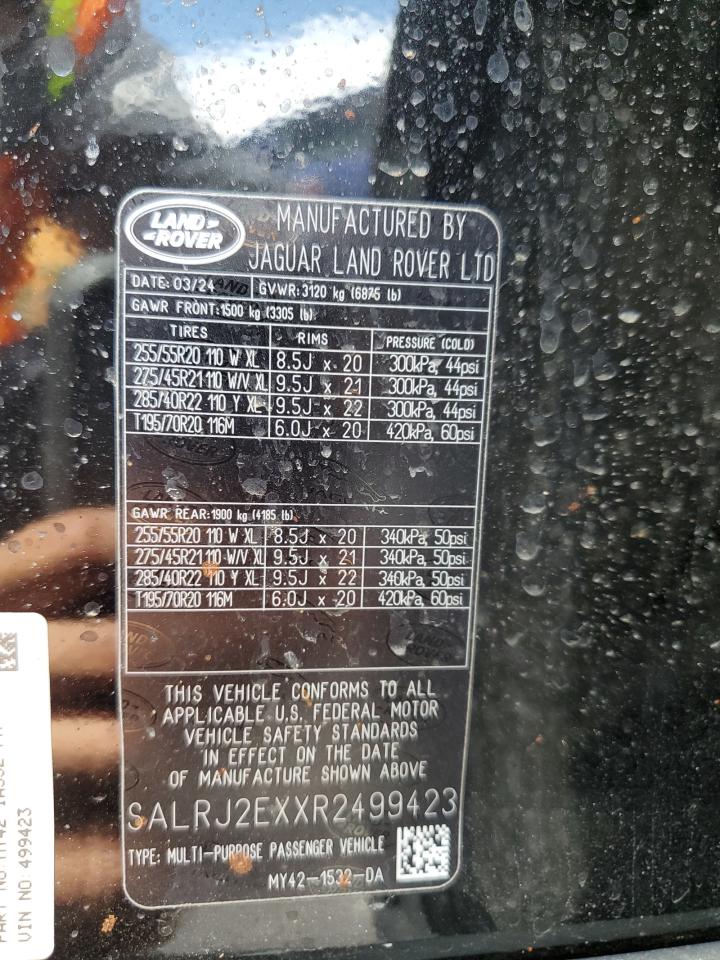 LAND ROVER
MANUFACTURED BY
JAGUAR LAND ROVER LTD
DATE: 03/24 GVWR: 3120 kg (6875 lb)
GAWR FRONT: 1500 kg (3305 lb)
TIRES RIMS PRESSURE (COLD)
255/55R20 110 W XL 8.5J x 20 300kPa, 44psi
275/45R21 110 W/V XL 9.5J x 21 300kPa, 44psi
285/40R22 110 Y XL 9.5J x 22 300kPa, 44psi
T195/70R20 116M 6.0J x 20 420kPa, 60psi
GAWR REAR: 1900 kg (4185 lb)
255/55R20 110 W XL 8.5J x 20 340kPa, 50psi
275/45R21 110 W/V XL 9.5J x 21 340kPa, 50psi
285/40R22 110 Y XL 9.5J x 22 340kPa, 50psi
T195/70R20 116M 6.0J x 20 420kPa, 60psi
THIS VEHICLE CONFORMS TO ALL
APPLICABLE U.S. FEDERAL MOTOR
VEHICLE SAFETY STANDARDS
IN EFFECT ON THE DATE
OF MANUFACTURE SHOWN ABOVE
SALRJ2EXXR2499423
TYPE: MULTI-PURPOSE PASSENGER VEHICLE
MY42-1532-DA
VIN NO: 499423